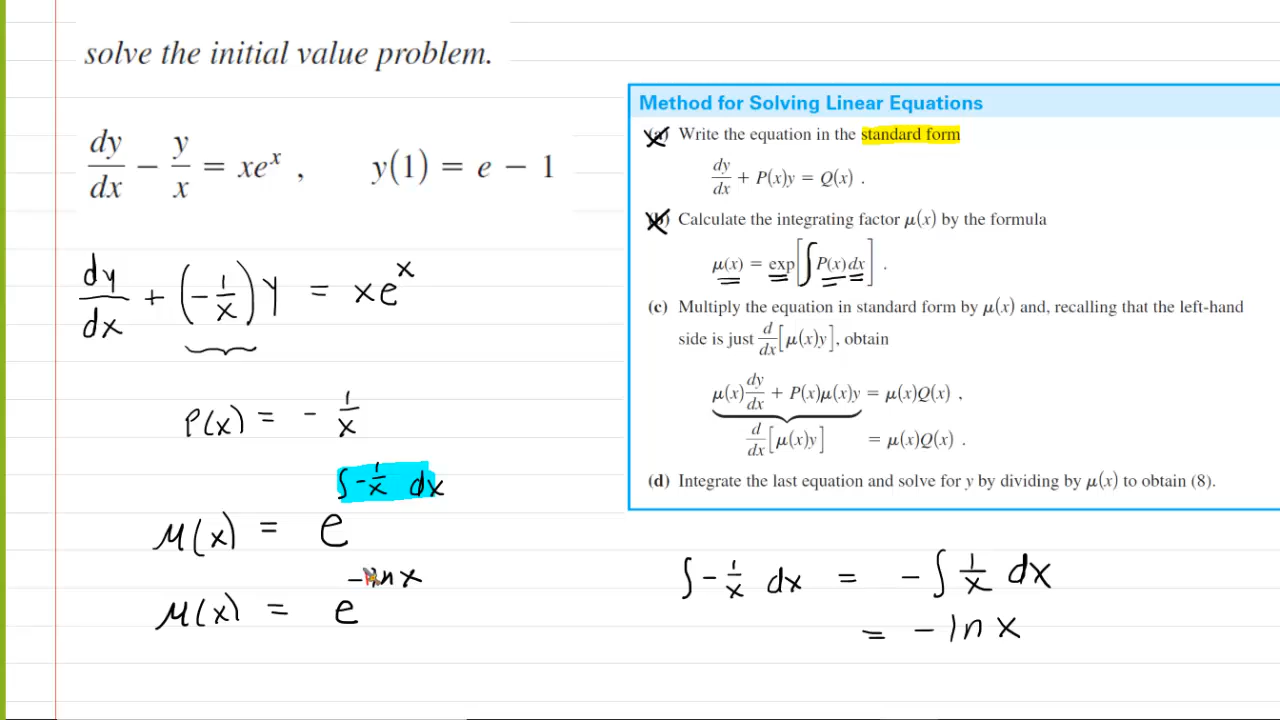 solve the initial value problem.
dy/dx − y/x = xeˣ , y(1) = e − 1
dy/dx + (−1/x)y = xeˣ
P(x) = − 1/x
μ(x) = e^(∫ −1/x dx)
μ(x) = e^(−ln x)
Method for Solving Linear Equations
(a) Write the equation in the standard form
dy/dx + P(x)y = Q(x) .
(b) Calculate the integrating factor μ(x) by the formula
μ(x) = exp[∫P(x)dx] .
(c) Multiply the equation in standard form by μ(x) and, recalling that the left-hand
side is just d/dx[μ(x)y], obtain
μ(x)dy/dx + P(x)μ(x)y = μ(x)Q(x) ,
d/dx[μ(x)y] = μ(x)Q(x) .
(d) Integrate the last equation and solve for y by dividing by μ(x) to obtain (8).
∫ − 1/x dx = − ∫ 1/x dx
= − ln x